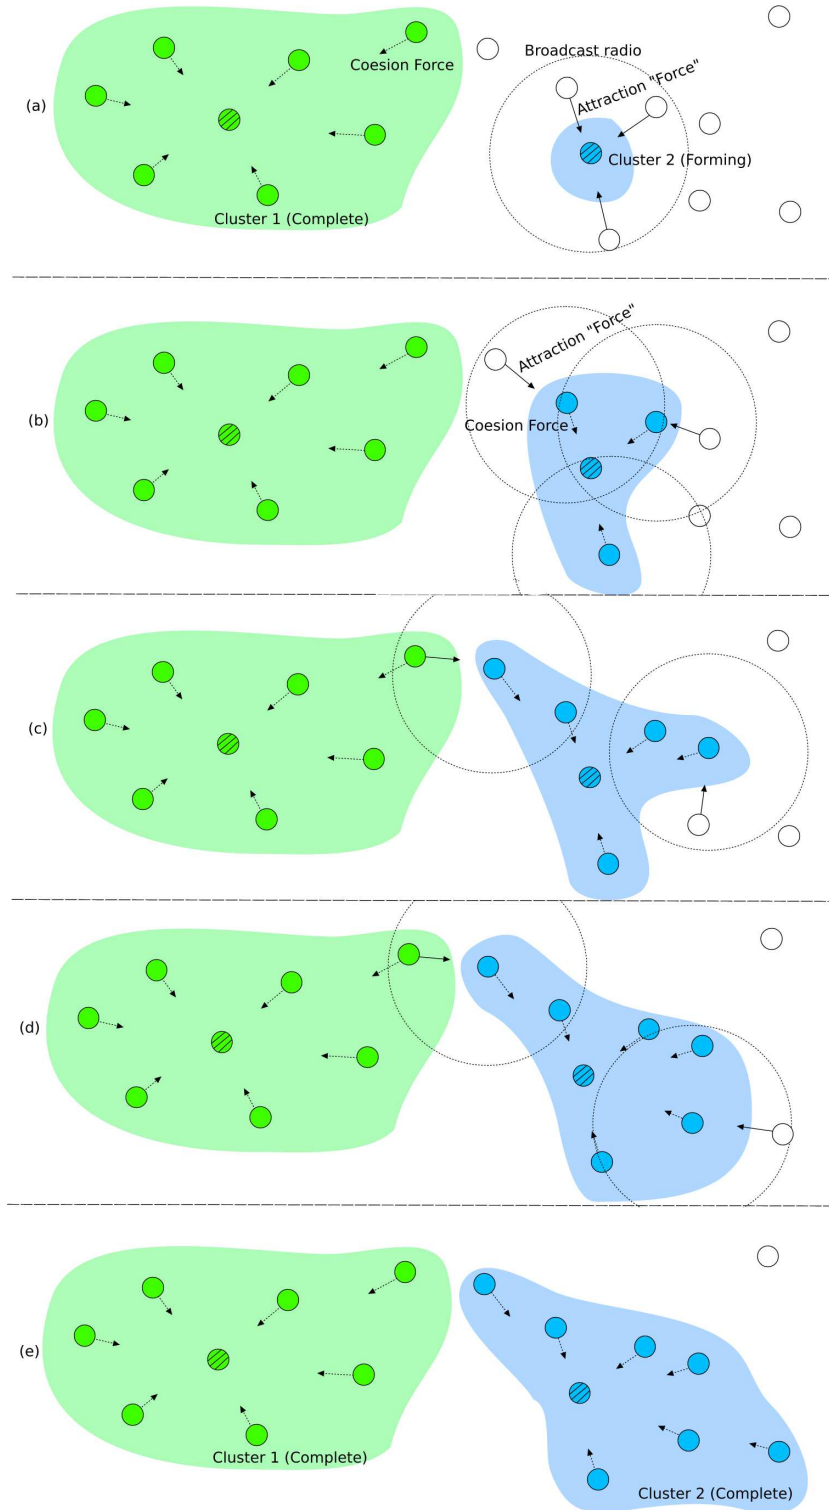 Coesion Force
Broadcast radio
Attraction "Force"
(a)
Cluster 2 (Forming)
Cluster 1 (Complete)
Attraction "Force"
(b)
Coesion Force
(c)
(d)
(e)
Cluster 1 (Complete)
Cluster 2 (Complete)